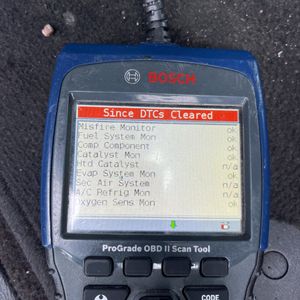 BOSCH
Since DTCs Cleared
Misfire Monitor ok
Fuel System Mon ok
Comp Component ok
Catalyst Mon ok
Htd Catalyst n/a
Evap System Mon ok
Sec Air System n/a
A/C Refrig Mon n/a
Oxygen Sens Mon ok
ProGrade OBD II Scan Tool
CODE